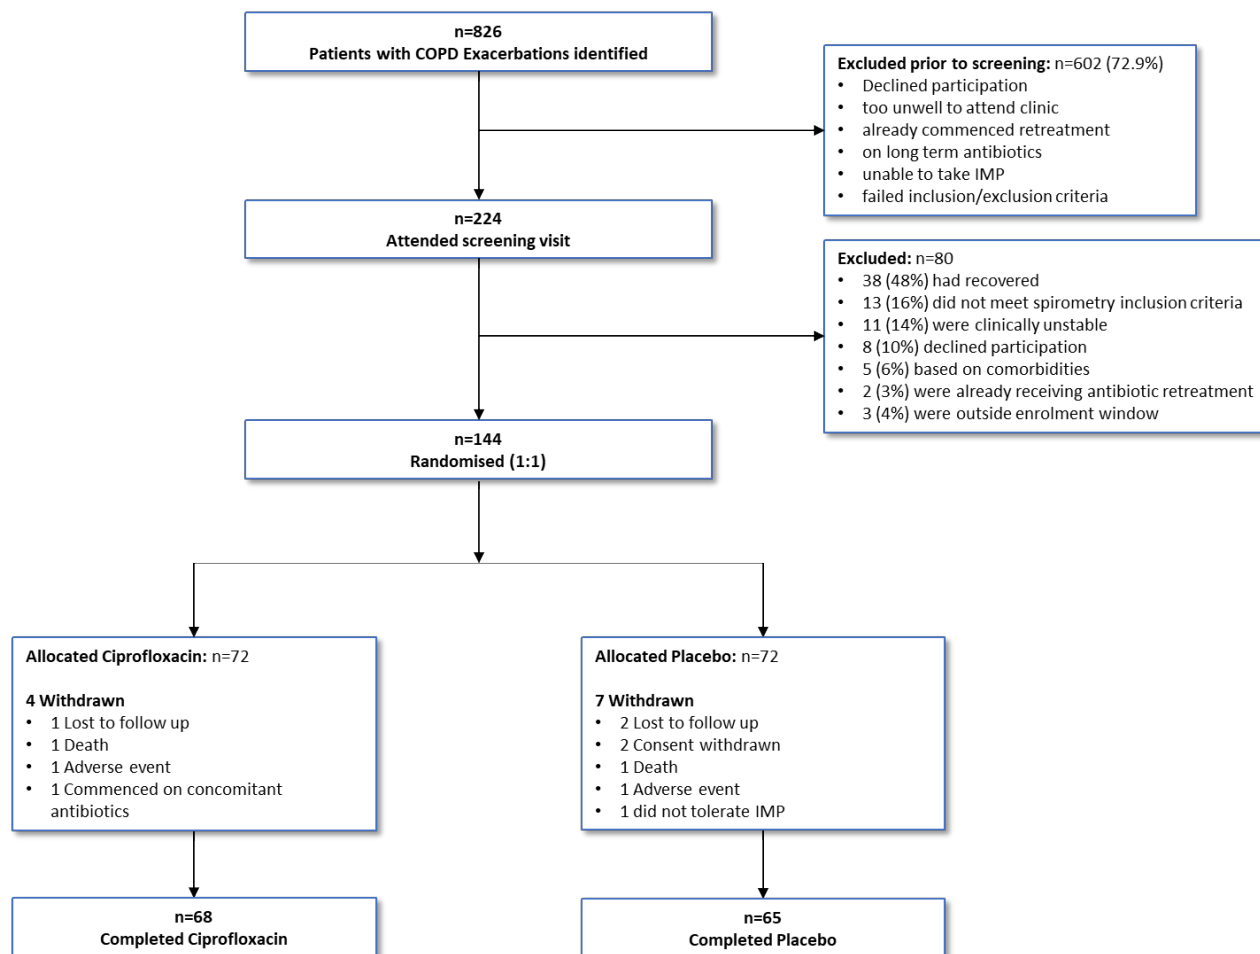 n=826
Patients with COPD Exacerbations identified
Excluded prior to screening: n=602 (72.9%)
• Declined participation
• too unwell to attend clinic
• already commenced retreatment
• on long term antibiotics
• unable to take IMP
• failed inclusion/exclusion criteria
n=224
Attended screening visit
Excluded: n=80
• 38 (48%) had recovered
• 13 (16%) did not meet spirometry inclusion criteria
• 11 (14%) were clinically unstable
• 8 (10%) declined participation
• 5 (6%) based on comorbidities
• 2 (3%) were already receiving antibiotic retreatment
• 3 (4%) were outside enrolment window
n=144
Randomised (1:1)
Allocated Ciprofloxacin: n=72
4 Withdrawn
• 1 Lost to follow up
• 1 Death
• 1 Adverse event
• 1 Commenced on concomitant
antibiotics
Allocated Placebo: n=72
7 Withdrawn
• 2 Lost to follow up
• 2 Consent withdrawn
• 1 Death
• 1 Adverse event
• 1 did not tolerate IMP
n=68
Completed Ciprofloxacin
n=65
Completed Placebo